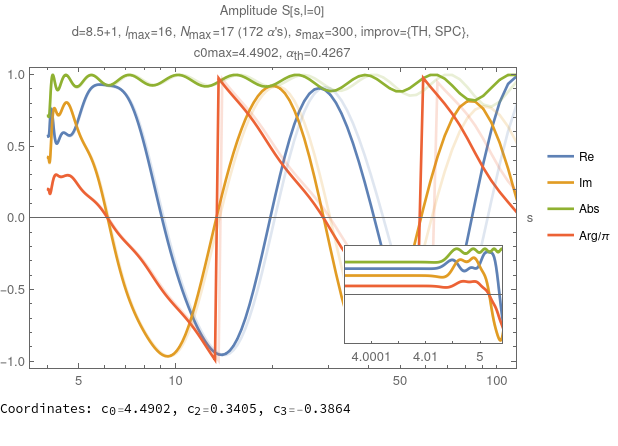 Amplitude S[s,l=0]
d=8.5+1, lmax=16, Nmax=17 (172 α's), smax=300, improv={TH, SPC},
c0max=4.4902, αth=0.4267
1.0
0.5
0.0
-0.5
-1.0
5
10
50
100
s
4.0001
4.01
5
Re
Im
Abs
Arg/π
Coordinates: c0=4.4902, c2=0.3405, c3=-0.3864